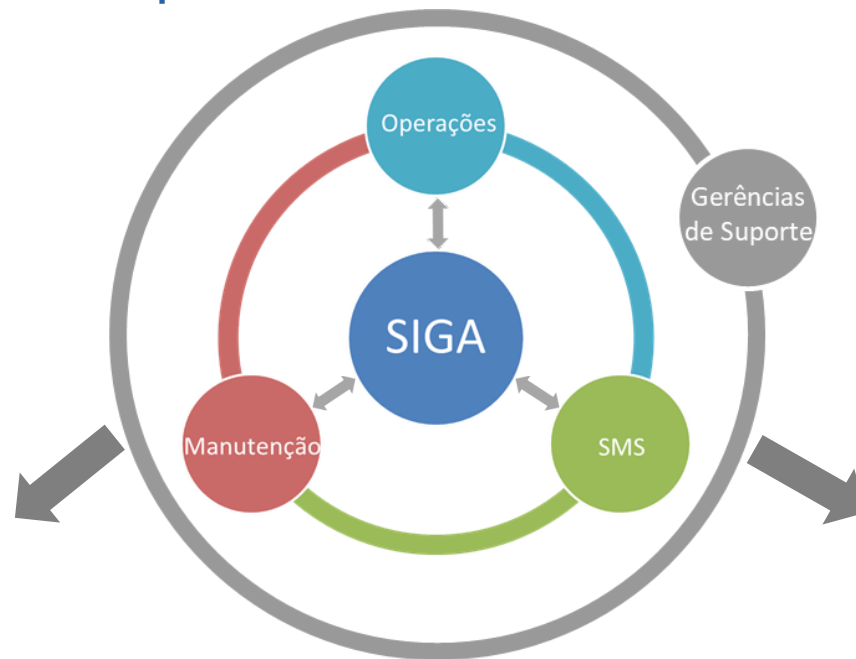 Operações
Gerências
de Suporte
SIGA
Manutenção
SMS